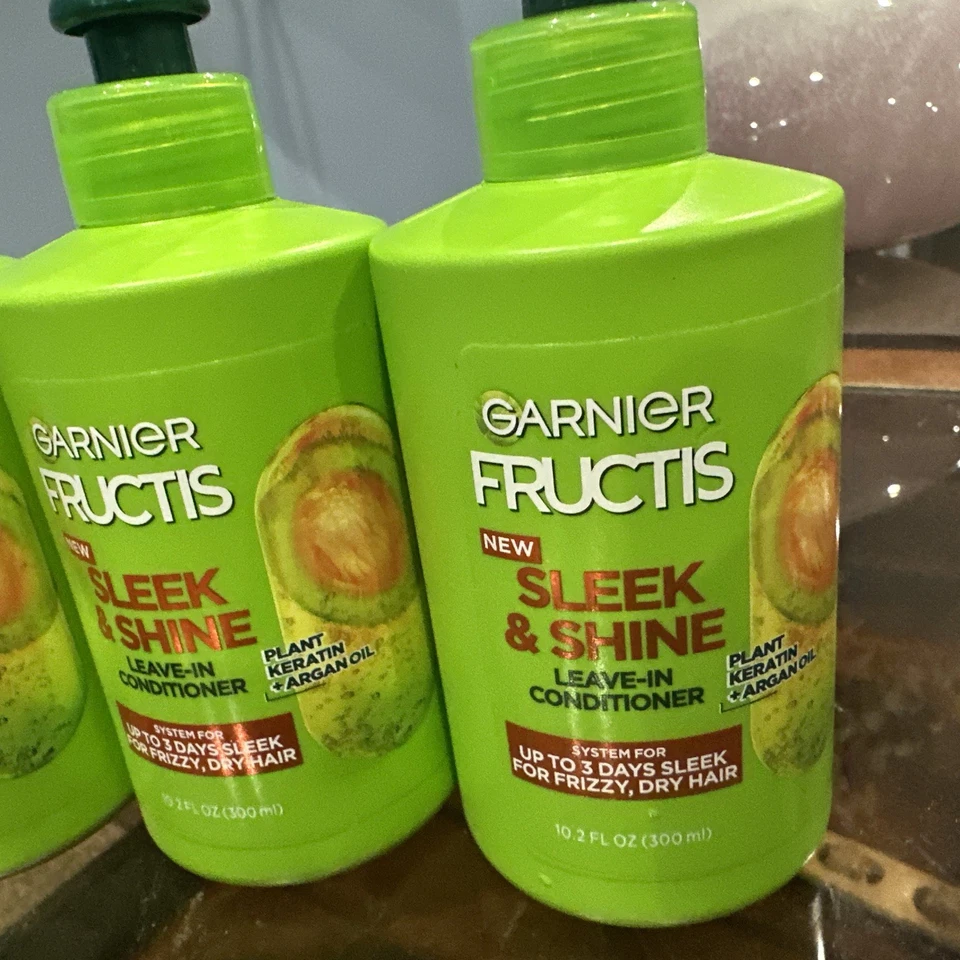 GARNIER
FRUCTIS
NEW
SLEEK
& SHINE
LEAVE-IN
CONDITIONER
PLANT
KERATIN
+ARGAN OIL
SYSTEM FOR
UP TO 3 DAYS SLEEK
FOR FRIZZY, DRY HAIR
10.2 FL OZ (300 ml)
GARNIER
FRUCTIS
NEW
SLEEK
& SHINE
LEAVE-IN
CONDITIONER
PLANT
KERATIN
+ARGAN OIL
SYSTEM FOR
UP TO 3 DAYS SLEEK
FOR FRIZZY, DRY HAIR
10.2 FL OZ (300 ml)